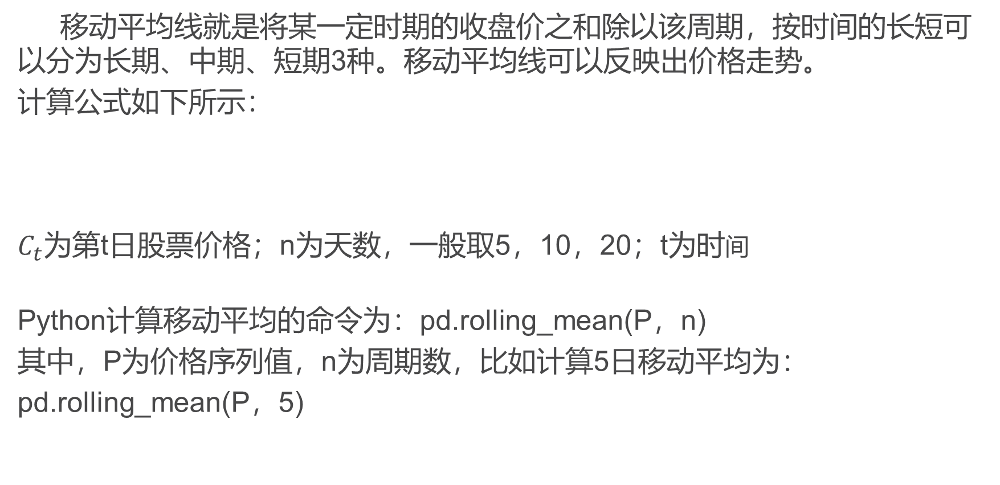 移动平均线就是将某一定时期的收盘价之和除以该周期，按时间的长短可
以分为长期、中期、短期3种。移动平均线可以反映出价格走势。
计算公式如下所示：
C_t为第t日股票价格；n为天数，一般取5，10，20；t为时间
Python计算移动平均的命令为：pd.rolling_mean(P，n)
其中，P为价格序列值，n为周期数，比如计算5日移动平均为：
pd.rolling_mean(P，5)